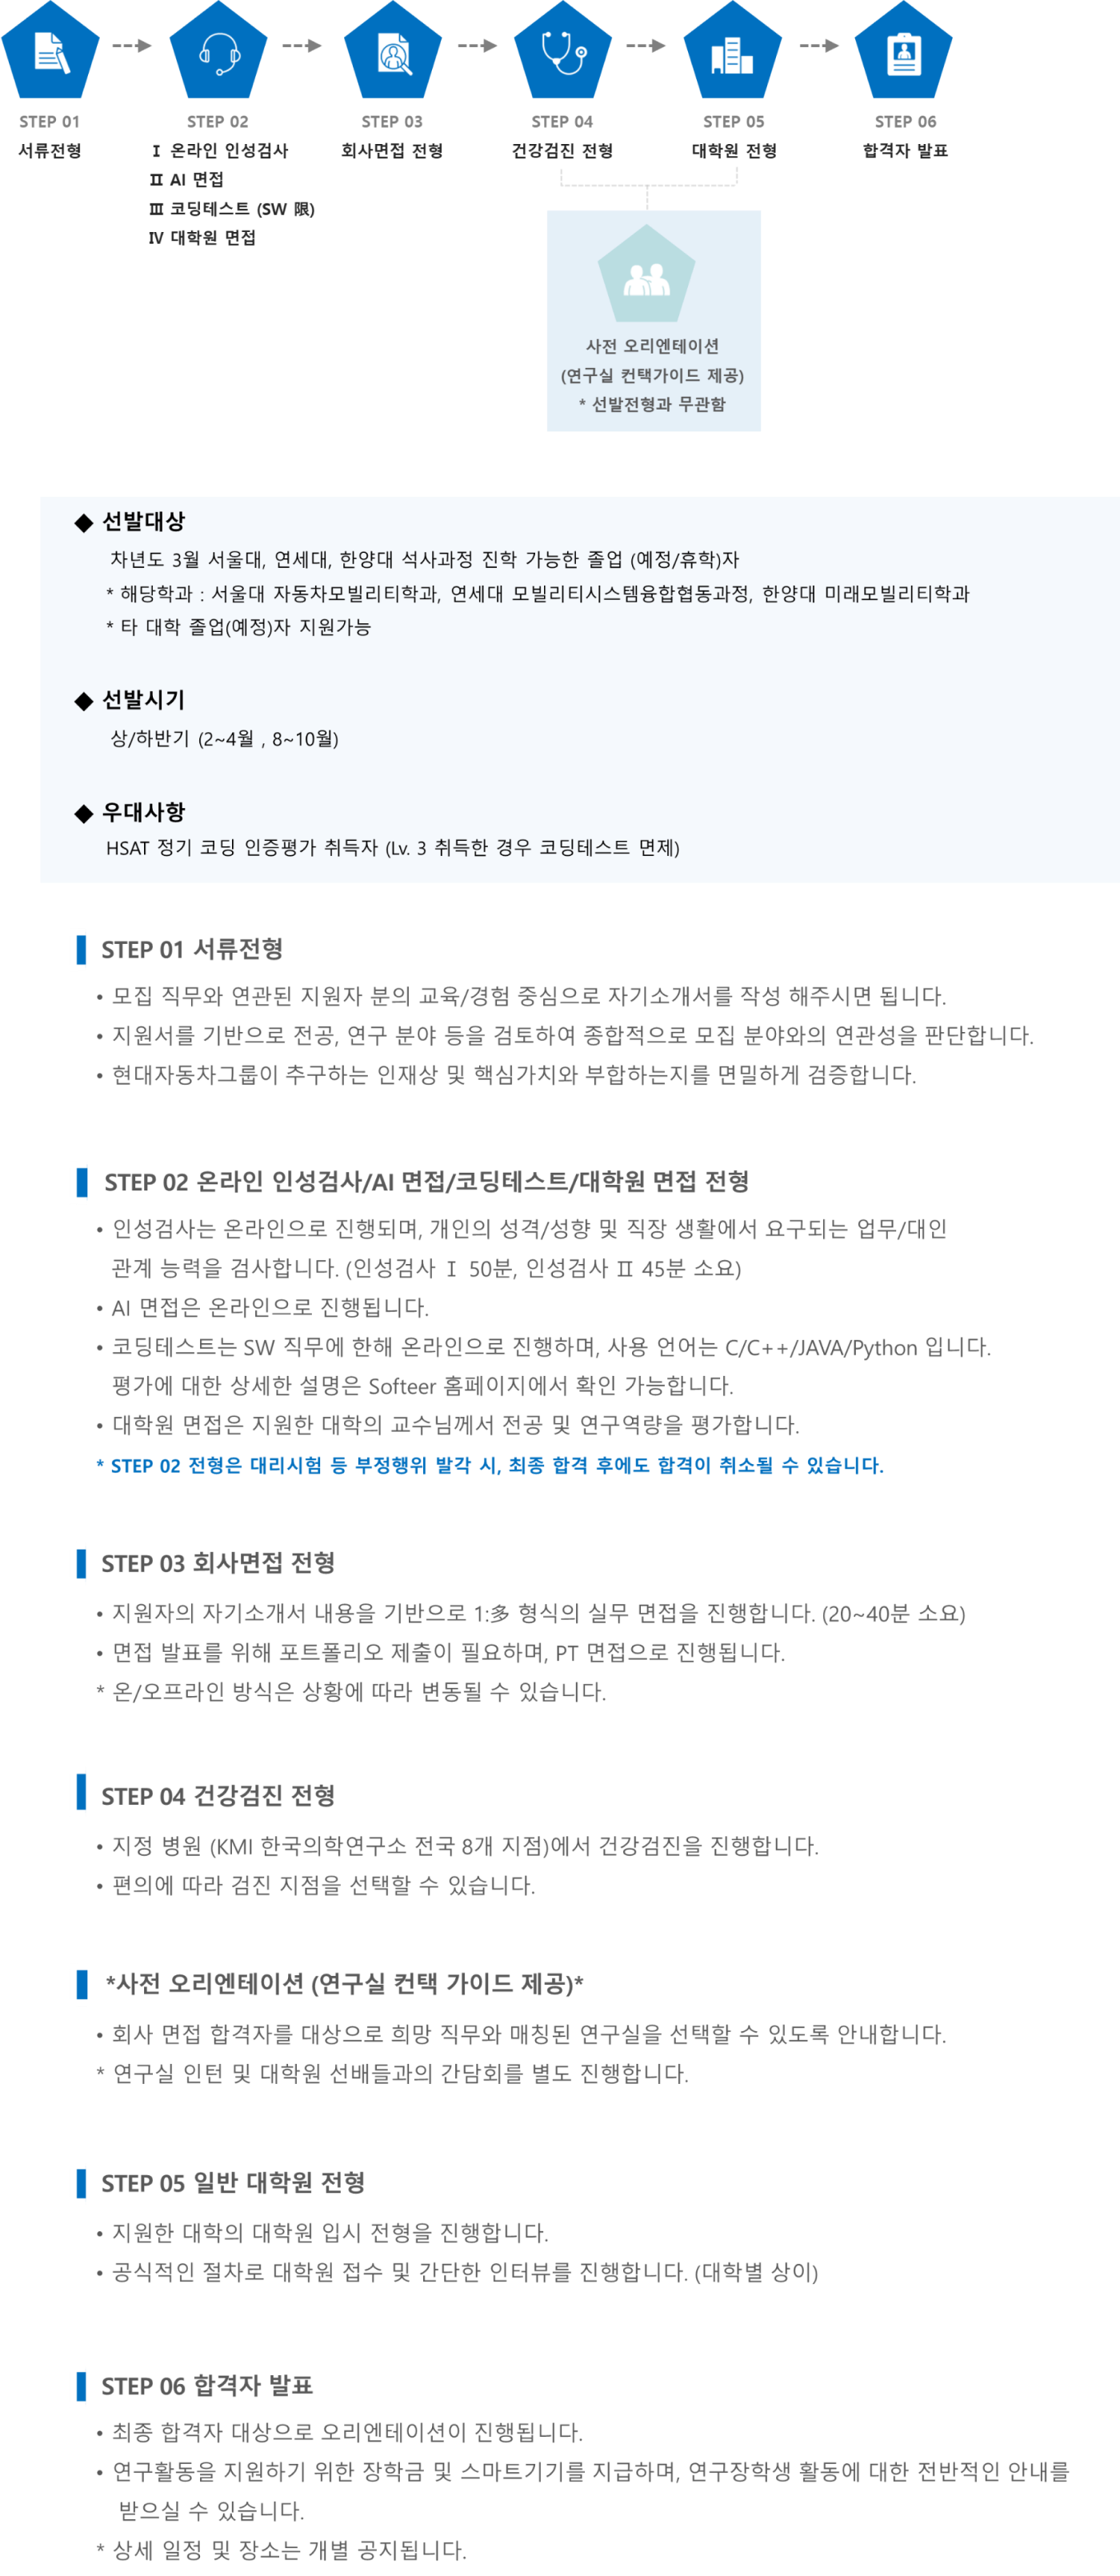 STEP 01
서류전형
STEP 02
Ⅰ 온라인 인성검사
Ⅱ AI 면접
Ⅲ 코딩테스트 (SW 限)
Ⅳ 대학원 면접
STEP 03
회사면접 전형
STEP 04
건강검진 전형
STEP 05
대학원 전형
STEP 06
합격자 발표
사전 오리엔테이션
(연구실 컨택가이드 제공)
* 선발전형과 무관함
◆ 선발대상
차년도 3월 서울대, 연세대, 한양대 석사과정 진학 가능한 졸업 (예정/휴학)자
* 해당학과 : 서울대 자동차모빌리티학과, 연세대 모빌리티시스템융합협동과정, 한양대 미래모빌리티학과
* 타 대학 졸업(예정)자 지원가능
◆ 선발시기
상/하반기 (2~4월 , 8~10월)
◆ 우대사항
HSAT 정기 코딩 인증평가 취득자 (Lv. 3 취득한 경우 코딩테스트 면제)
STEP 01 서류전형
• 모집 직무와 연관된 지원자 분의 교육/경험 중심으로 자기소개서를 작성 해주시면 됩니다.
• 지원서를 기반으로 전공, 연구 분야 등을 검토하여 종합적으로 모집 분야와의 연관성을 판단합니다.
• 현대자동차그룹이 추구하는 인재상 및 핵심가치와 부합하는지를 면밀하게 검증합니다.
STEP 02 온라인 인성검사/AI 면접/코딩테스트/대학원 면접 전형
• 인성검사는 온라인으로 진행되며, 개인의 성격/성향 및 직장 생활에서 요구되는 업무/대인
관계 능력을 검사합니다. (인성검사 Ⅰ 50분, 인성검사 Ⅱ 45분 소요)
• AI 면접은 온라인으로 진행됩니다.
• 코딩테스트는 SW 직무에 한해 온라인으로 진행하며, 사용 언어는 C/C++/JAVA/Python 입니다.
평가에 대한 상세한 설명은 Softeer 홈페이지에서 확인 가능합니다.
• 대학원 면접은 지원한 대학의 교수님께서 전공 및 연구역량을 평가합니다.
* STEP 02 전형은 대리시험 등 부정행위 발각 시, 최종 합격 후에도 합격이 취소될 수 있습니다.
STEP 03 회사면접 전형
• 지원자의 자기소개서 내용을 기반으로 1:多 형식의 실무 면접을 진행합니다. (20~40분 소요)
• 면접 발표를 위해 포트폴리오 제출이 필요하며, PT 면접으로 진행됩니다.
* 온/오프라인 방식은 상황에 따라 변동될 수 있습니다.
STEP 04 건강검진 전형
• 지정 병원 (KMI 한국의학연구소 전국 8개 지점)에서 건강검진을 진행합니다.
• 편의에 따라 검진 지점을 선택할 수 있습니다.
*사전 오리엔테이션 (연구실 컨택 가이드 제공)*
• 회사 면접 합격자를 대상으로 희망 직무와 매칭된 연구실을 선택할 수 있도록 안내합니다.
* 연구실 인턴 및 대학원 선배들과의 간담회를 별도 진행합니다.
STEP 05 일반 대학원 전형
• 지원한 대학의 대학원 입시 전형을 진행합니다.
• 공식적인 절차로 대학원 접수 및 간단한 인터뷰를 진행합니다. (대학별 상이)
STEP 06 합격자 발표
• 최종 합격자 대상으로 오리엔테이션이 진행됩니다.
• 연구활동을 지원하기 위한 장학금 및 스마트기기를 지급하며, 연구장학생 활동에 대한 전반적인 안내를
받으실 수 있습니다.
* 상세 일정 및 장소는 개별 공지됩니다.